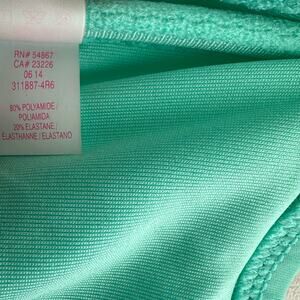 RN# 54867
CA# 23226
06 14
311887-4R6
80% POLYAMIDE /
POLIAMIDA
20% ELASTANE /
ELASTHANNE / ELASTANO